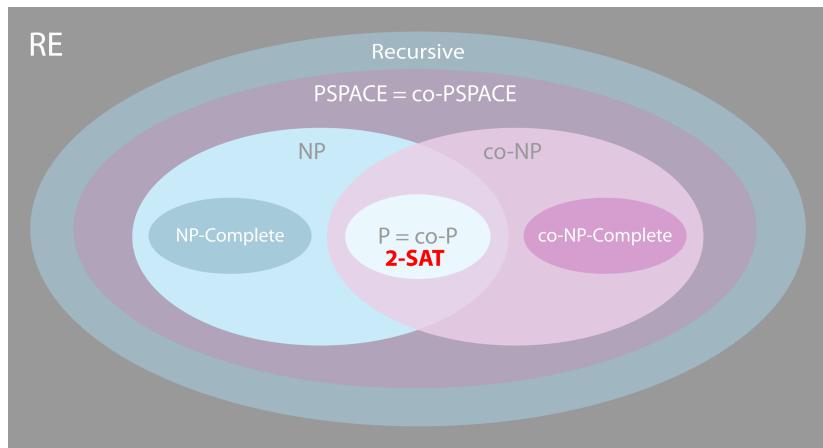 RE
Recursive
PSPACE = co-PSPACE
NP
co-NP
NP-Complete
P = co-P
2-SAT
co-NP-Complete